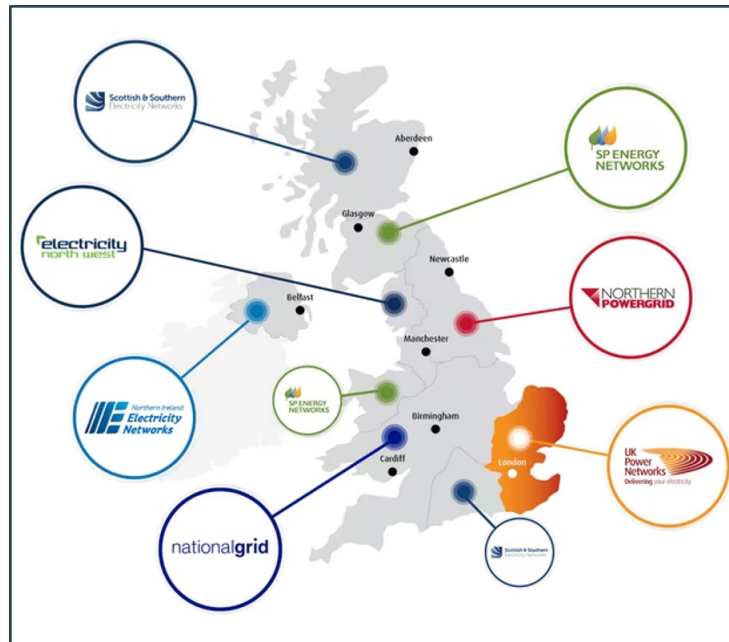 Scottish & Southern
Electricity Networks
Aberdeen
SP ENERGY
NETWORKS
Glasgow
electricity
north west
Newcastle
NORTHERN
POWERGRID
Belfast
Manchester
Northern Ireland
Electricity
Networks
SP ENERGY
NETWORKS
Birmingham
UK
Power
Networks
Delivering your electricity
Cardiff
London
nationalgrid
Scottish & Southern
Electricity Networks